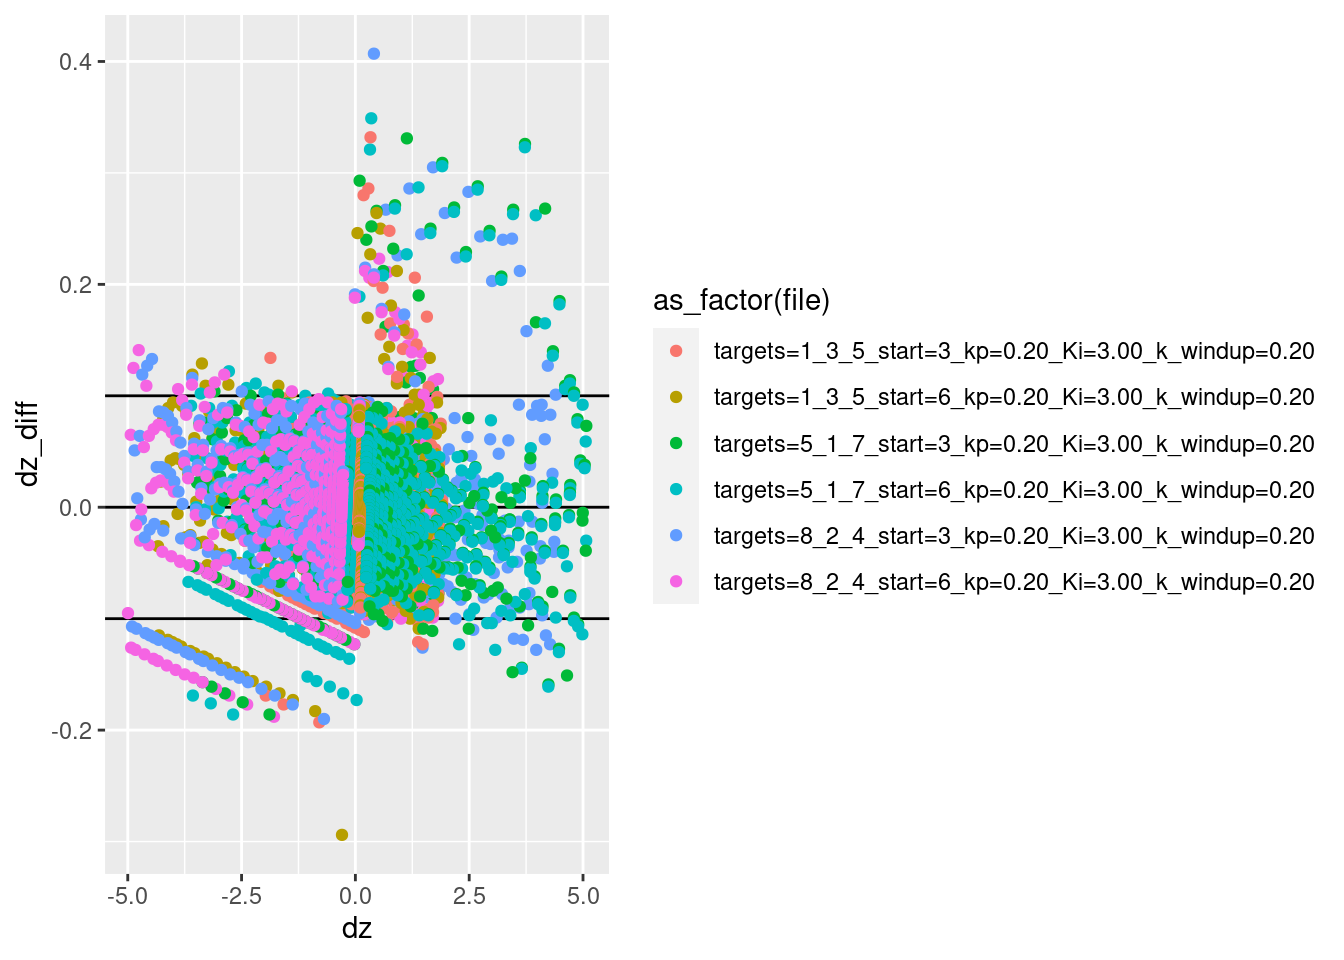 0.4
0.2
0.0
-0.2
dz_diff
-5.0 -2.5 0.0 2.5 5.0
dz
as_factor(file)
targets=1_3_5_start=3_kp=0.20_Ki=3.00_k_windup=0.20
targets=1_3_5_start=6_kp=0.20_Ki=3.00_k_windup=0.20
targets=5_1_7_start=3_kp=0.20_Ki=3.00_k_windup=0.20
targets=5_1_7_start=6_kp=0.20_Ki=3.00_k_windup=0.20
targets=8_2_4_start=3_kp=0.20_Ki=3.00_k_windup=0.20
targets=8_2_4_start=6_kp=0.20_Ki=3.00_k_windup=0.20